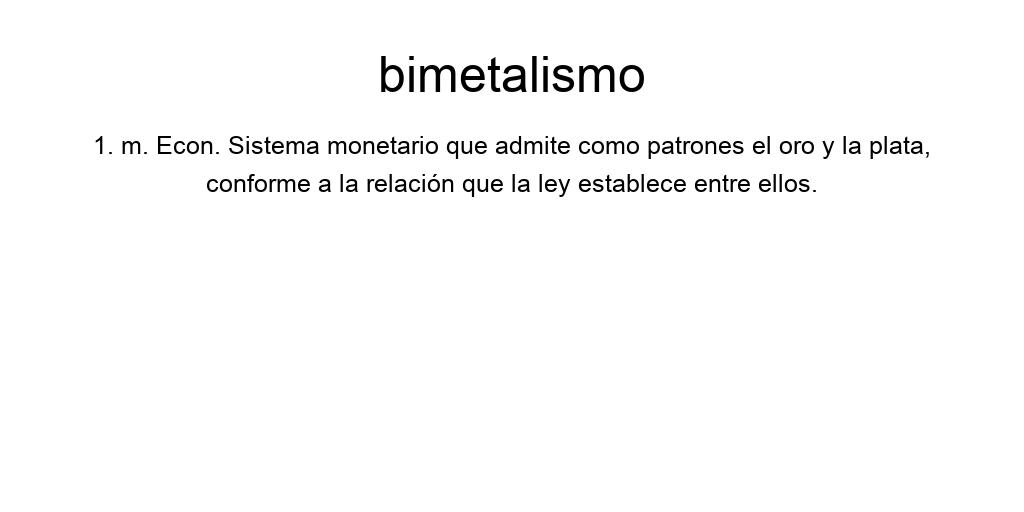 bimetalismo
1. m. Econ. Sistema monetario que admite como patrones el oro y la plata,
conforme a la relación que la ley establece entre ellos.